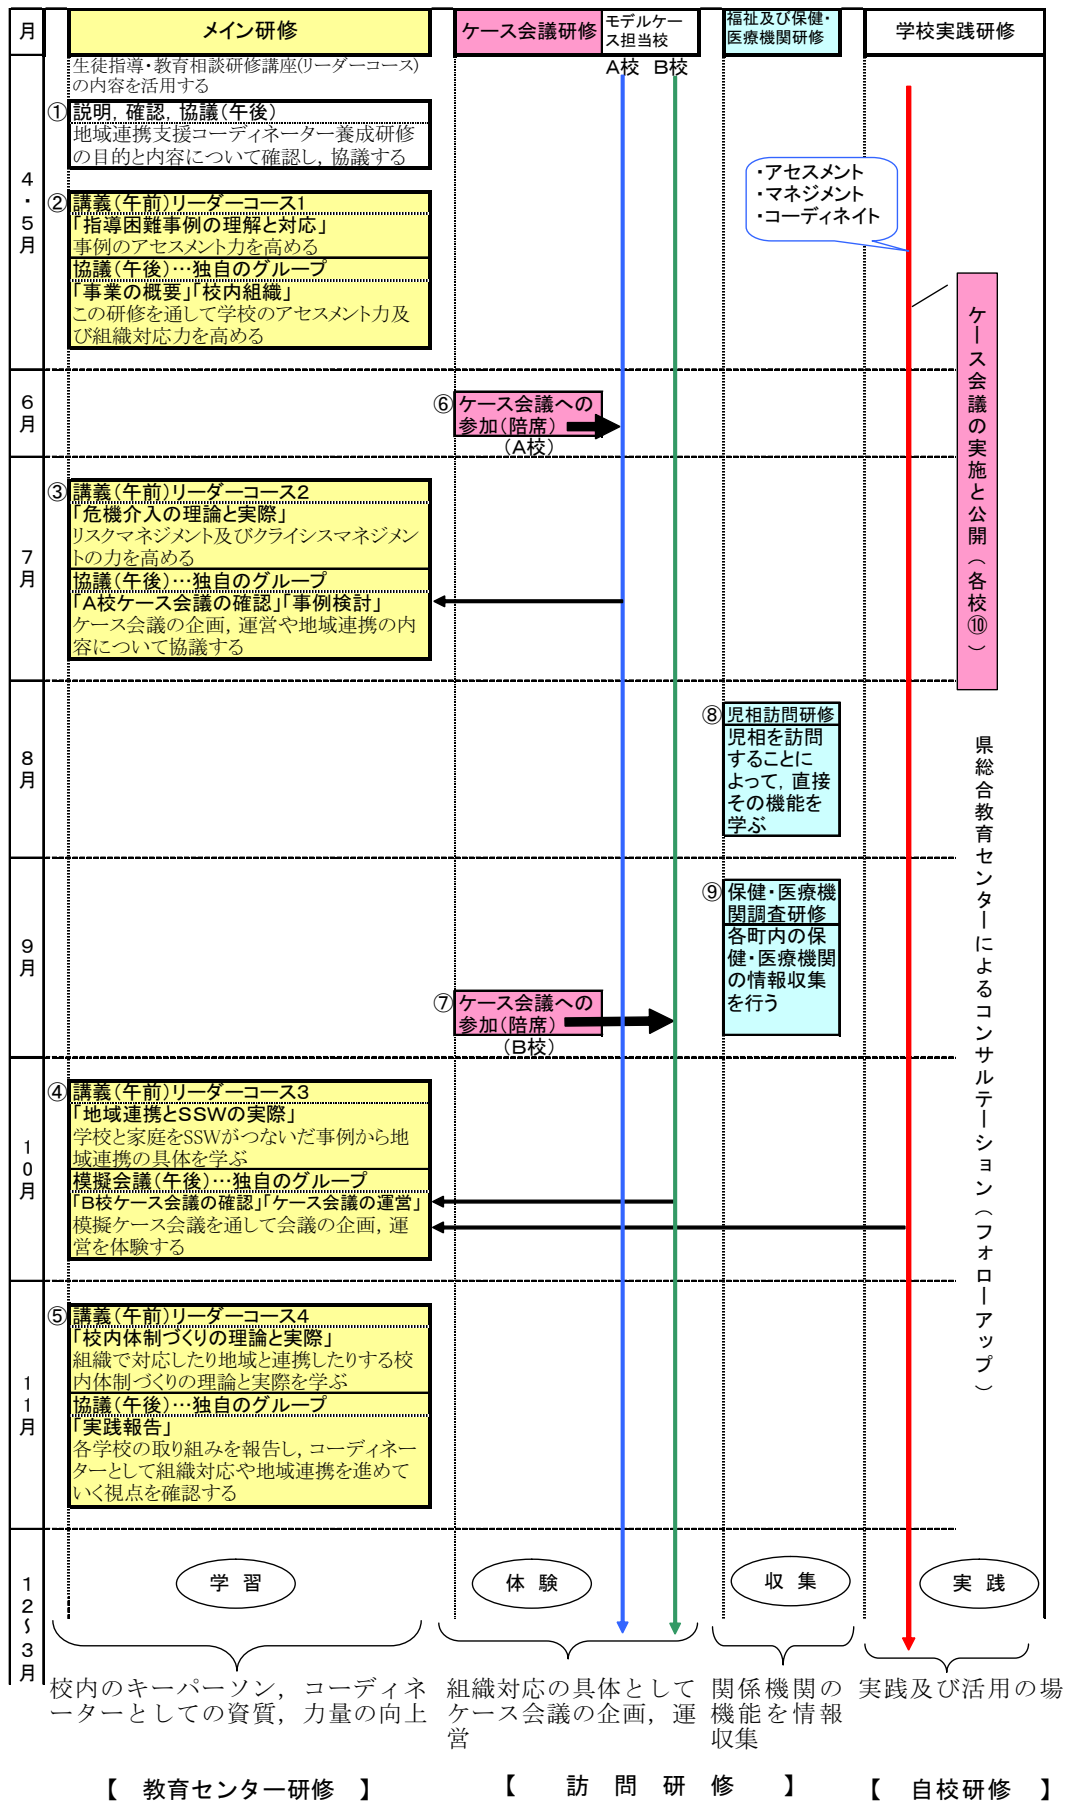 月
メイン研修
ケース会議研修
モデルケー
ス担当校
福祉及び保健・
医療機関研修
学校実践研修
生徒指導・教育相談研修講座(リーダーコース)
の内容を活用する
A校 B校
4・5月
①説明，確認，協議(午後)
地域連携支援コーディネーター養成研修
の目的と内容について確認し，協議する
②講義(午前)リーダーコース1
「指導困難事例の理解と対応」
事例のアセスメント力を高める
協議(午後)…独自のグループ
「事業の概要」「校内組織」
この研修を通して学校のアセスメント力及
び組織対応力を高める
・アセスメント
・マネジメント
・コーディネイト
ケース会議の実施と公開(各校⑩)
6月
⑥ケース会議への
参加(陪席)
(A校)
7月
③講義(午前)リーダーコース2
「危機介入の理論と実際」
リスクマネジメント及びクライシスマネジメン
トの力を高める
協議(午後)…独自のグループ
「A校ケース会議の確認」「事例検討」
ケース会議の企画，運営や地域連携の内
容について協議する
8月
⑧児相訪問研修
児相を訪問
することに
よって，直接
その機能を
学ぶ
県総合教育センターによるコンサルテーション(フォローアップ)
9月
⑨保健・医療機
関調査研修
各町内の保
健・医療機関
の情報収集
を行う
⑦ケース会議への
参加(陪席)
(B校)
10月
④講義(午前)リーダーコース3
「地域連携とSSWの実際」
学校と家庭をSSWがつないだ事例から地
域連携の具体を学ぶ
模擬会議(午後)…独自のグループ
「B校ケース会議の確認」「ケース会議の運営」
模擬ケース会議を通して会議の企画，運
営を体験する
11月
⑤講義(午前)リーダーコース4
「校内体制づくりの理論と実際」
組織で対応したり地域と連携したりする校
内体制づくりの理論と実際を学ぶ
協議(午後)…独自のグループ
「実践報告」
各学校の取り組みを報告し，コーディネー
ターとして組織対応や地域連携を進めて
いく視点を確認する
12～3月
学 習
体 験
収 集
実 践
校内のキーパーソン，コーディネ
ーターとしての資質，力量の向上
組織対応の具体として
ケース会議の企画，運
営
関係機関の
機能を情報
収集
実践及び活用の場
【 教育センター研修 】
【 訪 問 研 修 】
【 自校研修 】